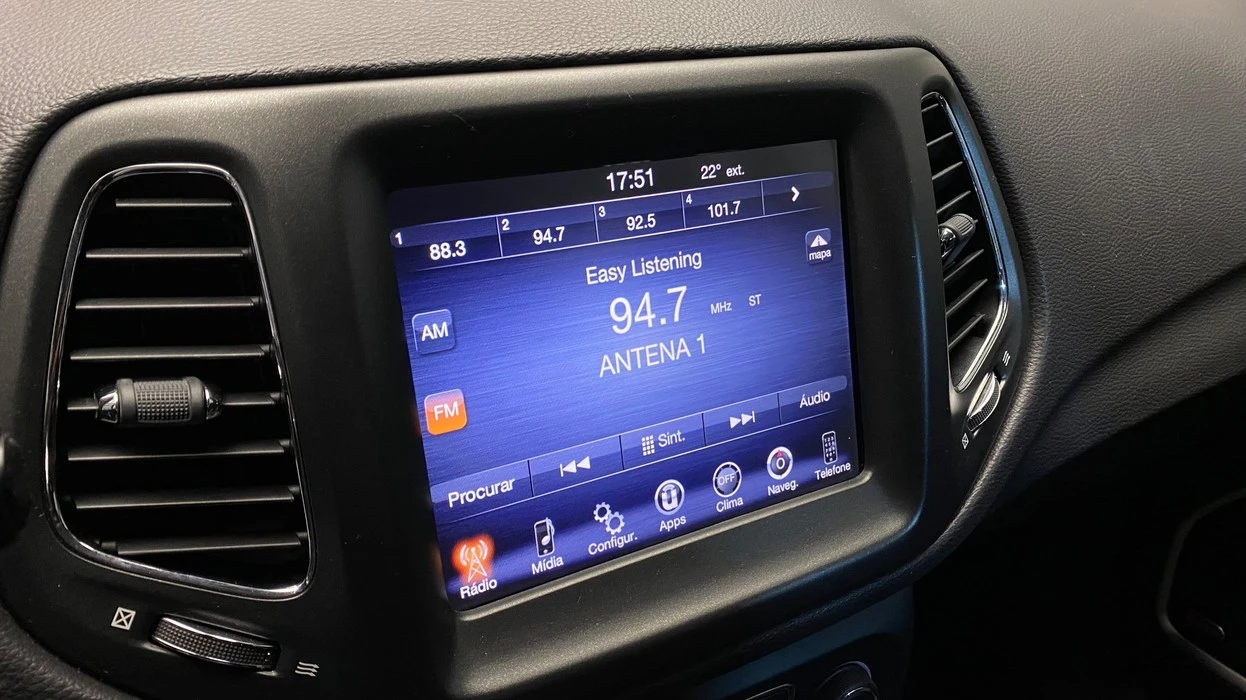 17:51 22° ext.
1 88.3 2 94.7 3 92.5 4 101.7
mapa
Easy Listening
94.7 MHz ST
AM
ANTENA 1
FM
Procurar Sint. Áudio
Rádio Mídia Configur. Apps OFF Clima Naveg. Telefone